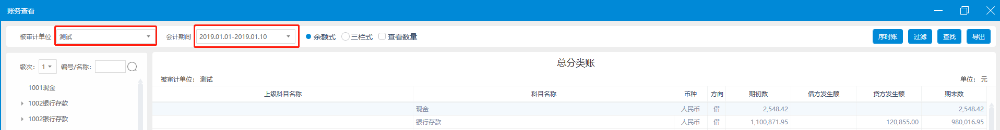 账务查看
被审计单位 测试 会计期间 2019.01.01-2019.01.10 余额式 三栏式 查看数量 序时账 过滤 查找 导出
级次： 1 编号/名称：
1001现金
1002银行存款
1002银行存款
总分类账
被审计单位： 测试 单位： 元
上级科目名称 科目名称 币种 方向 期初数 借方发生额 贷方发生额 期末数
现金 人民币 借 2,548.42 2,548.42
银行存款 人民币 借 1,100,871.95 120,855.00 980,016.95